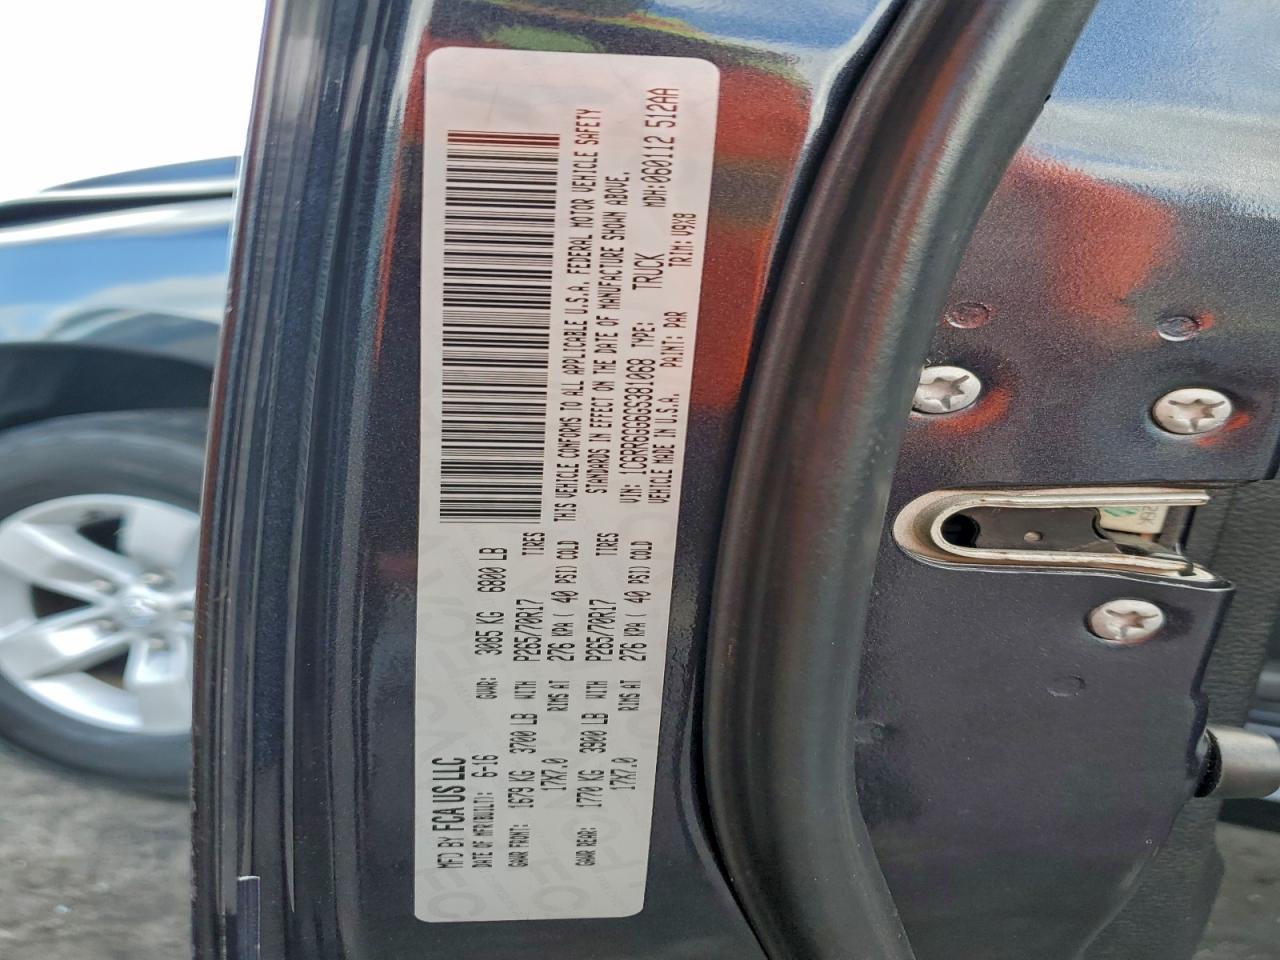 MFD BY FCA US LLC
DATE OF MFR(BUILT): 6-16 GVWR: 3085 KG 6800 LB
GAWR FRONT: 1679 KG 3700 LB WITH P265/70R17 TIRES
17X7.0 RIMS AT 276 KPA ( 40 PSI) COLD
GAWR REAR: 1770 KG 3900 LB WITH P265/70R17 TIRES
17X7.0 RIMS AT 276 KPA ( 40 PSI) COLD
THIS VEHICLE CONFORMS TO ALL APPLICABLE U.S.A. FEDERAL MOTOR VEHICLE SAFETY
STANDARDS IN EFFECT ON THE DATE OF MANUFACTURE SHOWN ABOVE.
VIN: 1C6RR6GG6GS381068 TYPE: TRUCK MDH:060112 512AA
VEHICLE MADE IN U.S.A. PAINT: PAR TRIM: V9X8